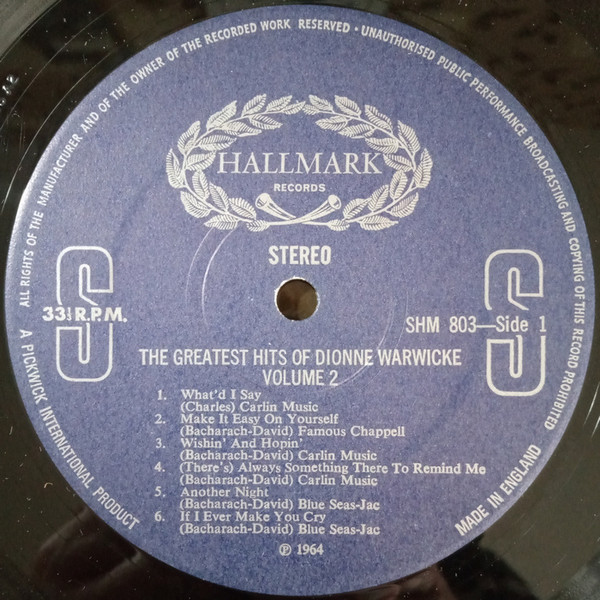 ALL RIGHTS OF THE MANUFACTURER AND OF THE OWNER OF THE RECORDED WORK RESERVED · UNAUTHORISED PUBLIC PERFORMANCE BROADCASTING AND COPYING OF THIS RECORD PROHIBITED
HALLMARK
RECORDS
STEREO
S S
33⅓ R.P.M.
SHM 803—Side 1
THE GREATEST HITS OF DIONNE WARWICKE
VOLUME 2
1. What'd I Say
(Charles) Carlin Music
2. Make It Easy On Yourself
(Bacharach-David) Famous Chappell
3. Wishin' And Hopin'
(Bacharach-David) Carlin Music
4. (There's) Always Something There To Remind Me
(Bacharach-David) Carlin Music
5. Another Night
(Bacharach-David) Blue Seas-Jac
6. If I Ever Make You Cry
(Bacharach-David) Blue Seas-Jac
℗ 1964
A PICKWICK INTERNATIONAL PRODUCT
MADE IN ENGLAND